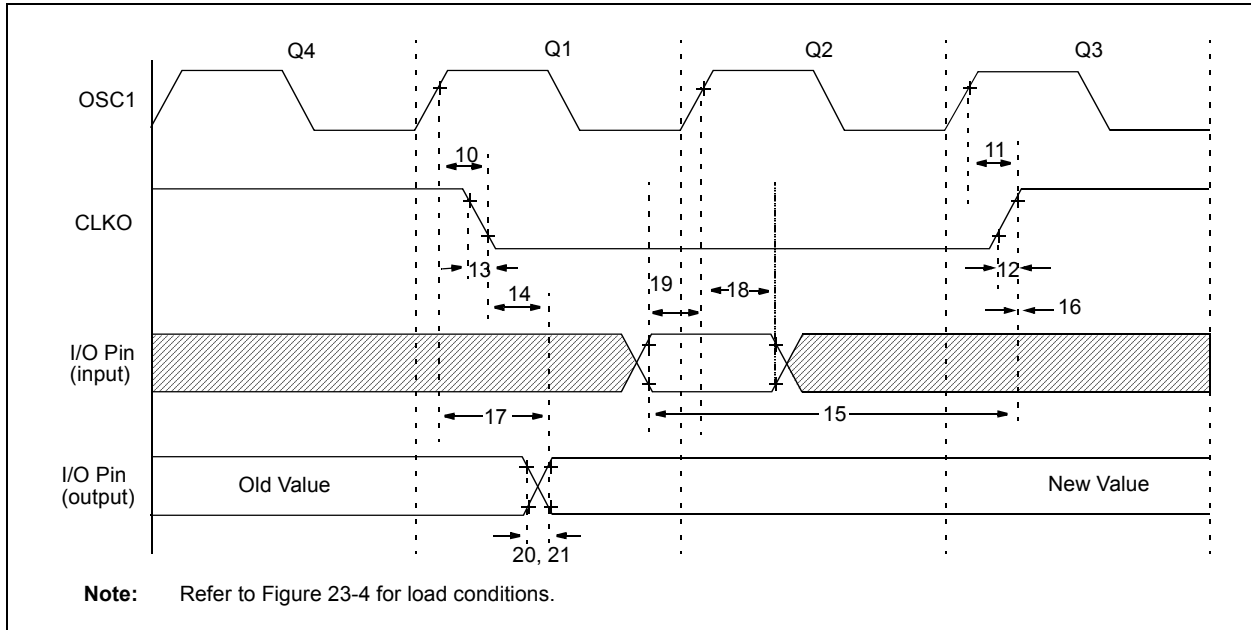 Q4 Q1 Q2 Q3
OSC1
10 11
CLKO
13 12
14 19 18 16
I/O Pin
(input)
17 15
I/O Pin
(output)
Old Value New Value
20, 21
Note: Refer to Figure 23-4 for load conditions.